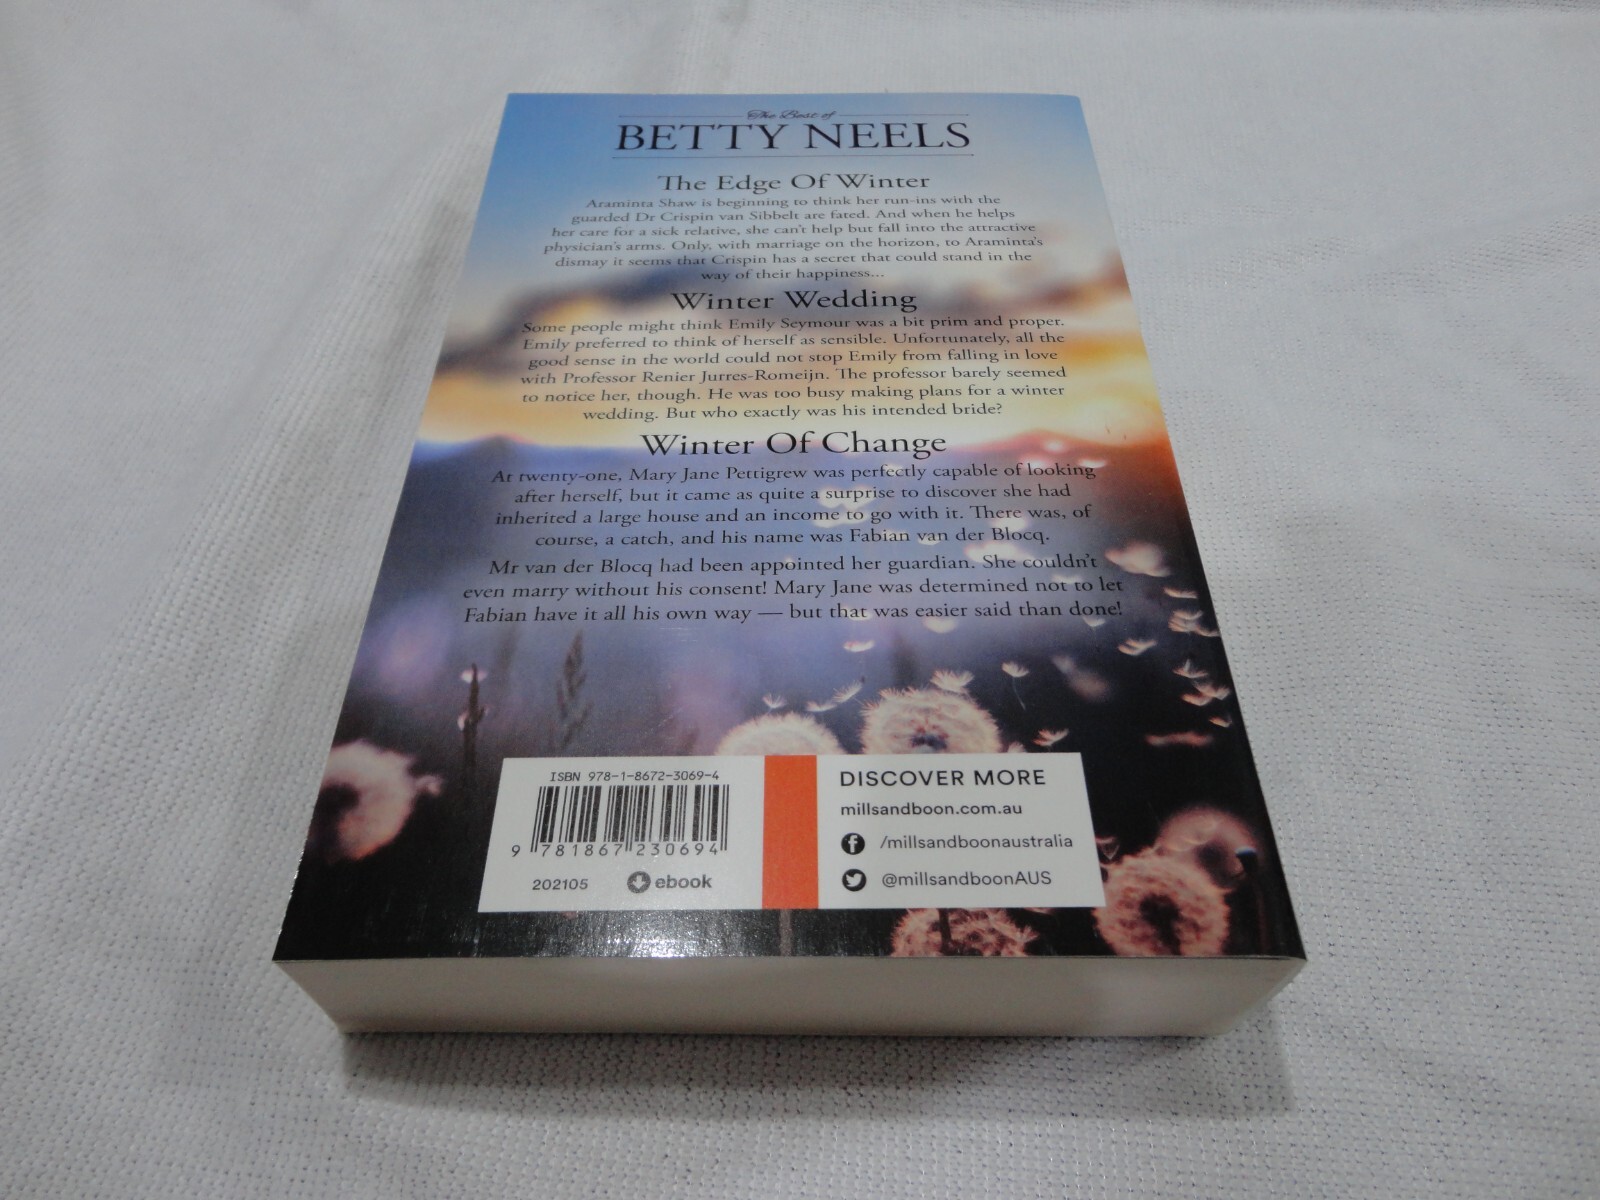 The Best of
BETTY NEELS
The Edge Of Winter
Araminta Shaw is beginning to think her run-ins with the
guarded Dr Crispin van Sibbelt are fated. And when he helps
her care for a sick relative, she can't help but fall into the attractive
physician's arms. Only, with marriage on the horizon, to Araminta's
dismay it seems that Crispin has a secret that could stand in the
way of their happiness...
Winter Wedding
Some people might think Emily Seymour was a bit prim and proper.
Emily preferred to think of herself as sensible. Unfortunately, all the
good sense in the world could not stop Emily from falling in love
with Professor Renier Jurres-Romeijn. The professor barely seemed
to notice her, though. He was too busy making plans for a winter
wedding. But who exactly was his intended bride?
Winter Of Change
At twenty-one, Mary Jane Pettigrew was perfectly capable of looking
after herself, but it came as quite a surprise to discover she had
inherited a large house and an income to go with it. There was, of
course, a catch, and his name was Fabian van der Blocq.
Mr van der Blocq had been appointed her guardian. She couldn't
even marry without his consent! Mary Jane was determined not to let
Fabian have it all his own way — but that was easier said than done!
ISBN 978-1-8672-3069-4
9 781867 230694
202105
ebook
DISCOVER MORE
millsandboon.com.au
/millsandboonaustralia
@millsandboonAUS